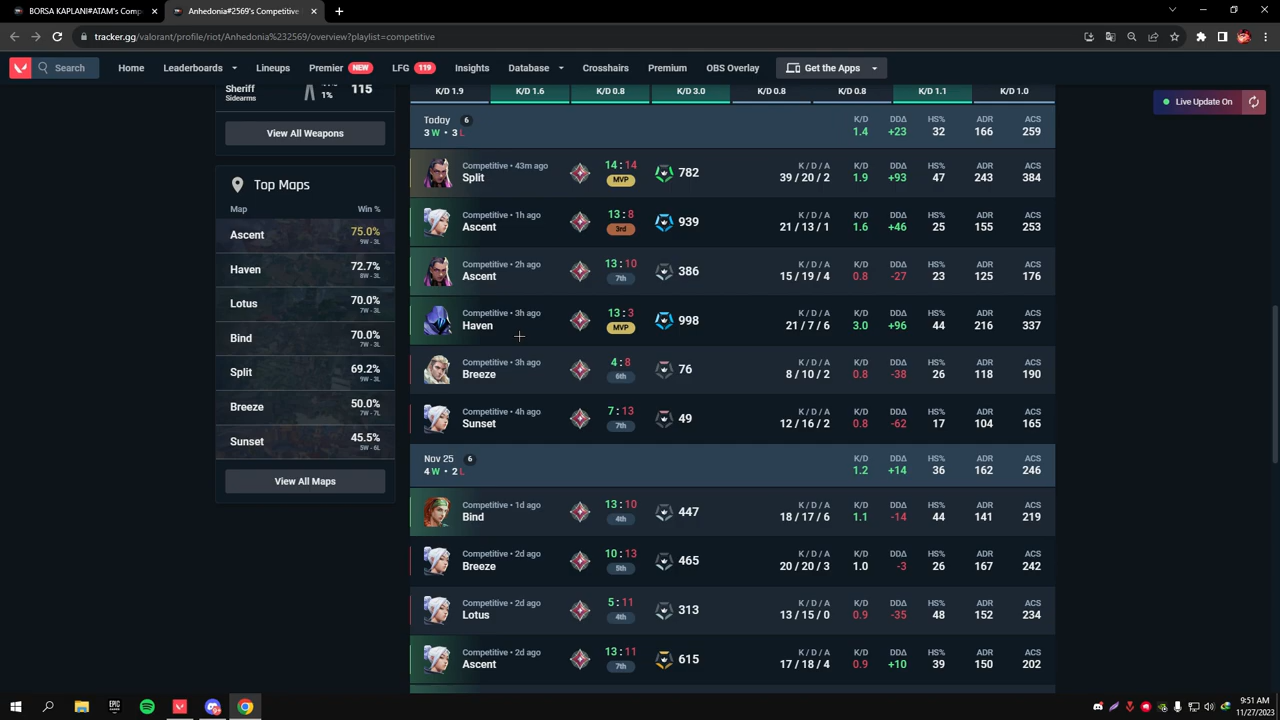 BORSA KAPLANI#ATAM's Comp
Anhedonia#2569's Competitive
tracker.gg/valorant/profile/riot/Anhedonia%232569/overview?playlist=competitive
Search
Home
Leaderboards
Lineups
Premier NEW
LFG 119
Insights
Database
Crosshairs
Premium
OBS Overlay
Get the Apps
Live Update On
Sheriff
Sidearms
1%
115
View All Weapons
Top Maps
Map Win %
Ascent 75.0%
9W - 3L
Haven 72.7%
8W - 3L
Lotus 70.0%
7W - 3L
Bind 70.0%
7W - 3L
Split 69.2%
9W - 3L
Breeze 50.0%
7W - 7L
Sunset 45.5%
5W - 6L
View All Maps
K/D 1.9 K/D 1.6 K/D 0.8 K/D 3.0 K/D 0.8 K/D 0.8 K/D 1.1 K/D 1.0
Today 6 K/D DDΔ HS% ADR ACS
3 W • 3 L 1.4 +23 32 166 259
Competitive • 43m ago 14 : 14 K / D / A K/D DDΔ HS% ADR ACS
Split MVP 782 39 / 20 / 2 1.9 +93 47 243 384
Competitive • 1h ago 13 : 8 K / D / A K/D DDΔ HS% ADR ACS
Ascent 3rd 939 21 / 13 / 1 1.6 +46 25 155 253
Competitive • 2h ago 13 : 10 K / D / A K/D DDΔ HS% ADR ACS
Ascent 7th 386 15 / 19 / 4 0.8 -27 23 125 176
Competitive • 3h ago 13 : 3 K / D / A K/D DDΔ HS% ADR ACS
Haven MVP 998 21 / 7 / 6 3.0 +96 44 216 337
Competitive • 3h ago 4 : 8 K / D / A K/D DDΔ HS% ADR ACS
Breeze 6th 76 8 / 10 / 2 0.8 -38 26 118 190
Competitive • 4h ago 7 : 13 K / D / A K/D DDΔ HS% ADR ACS
Sunset 7th 49 12 / 16 / 2 0.8 -62 17 104 165
Nov 25 6 K/D DDΔ HS% ADR ACS
4 W • 2 L 1.2 +14 36 162 246
Competitive • 1d ago 13 : 10 K / D / A K/D DDΔ HS% ADR ACS
Bind 4th 447 18 / 17 / 6 1.1 -14 44 141 219
Competitive • 2d ago 10 : 13 K / D / A K/D DDΔ HS% ADR ACS
Breeze 5th 465 20 / 20 / 3 1.0 -3 26 167 242
Competitive • 2d ago 5 : 11 K / D / A K/D DDΔ HS% ADR ACS
Lotus 4th 313 13 / 15 / 0 0.9 -35 48 152 234
Competitive • 2d ago 13 : 11 K / D / A K/D DDΔ HS% ADR ACS
Ascent 7th 615 17 / 18 / 4 0.9 +10 39 150 202
EPIC
9:51 AM
11/27/2023